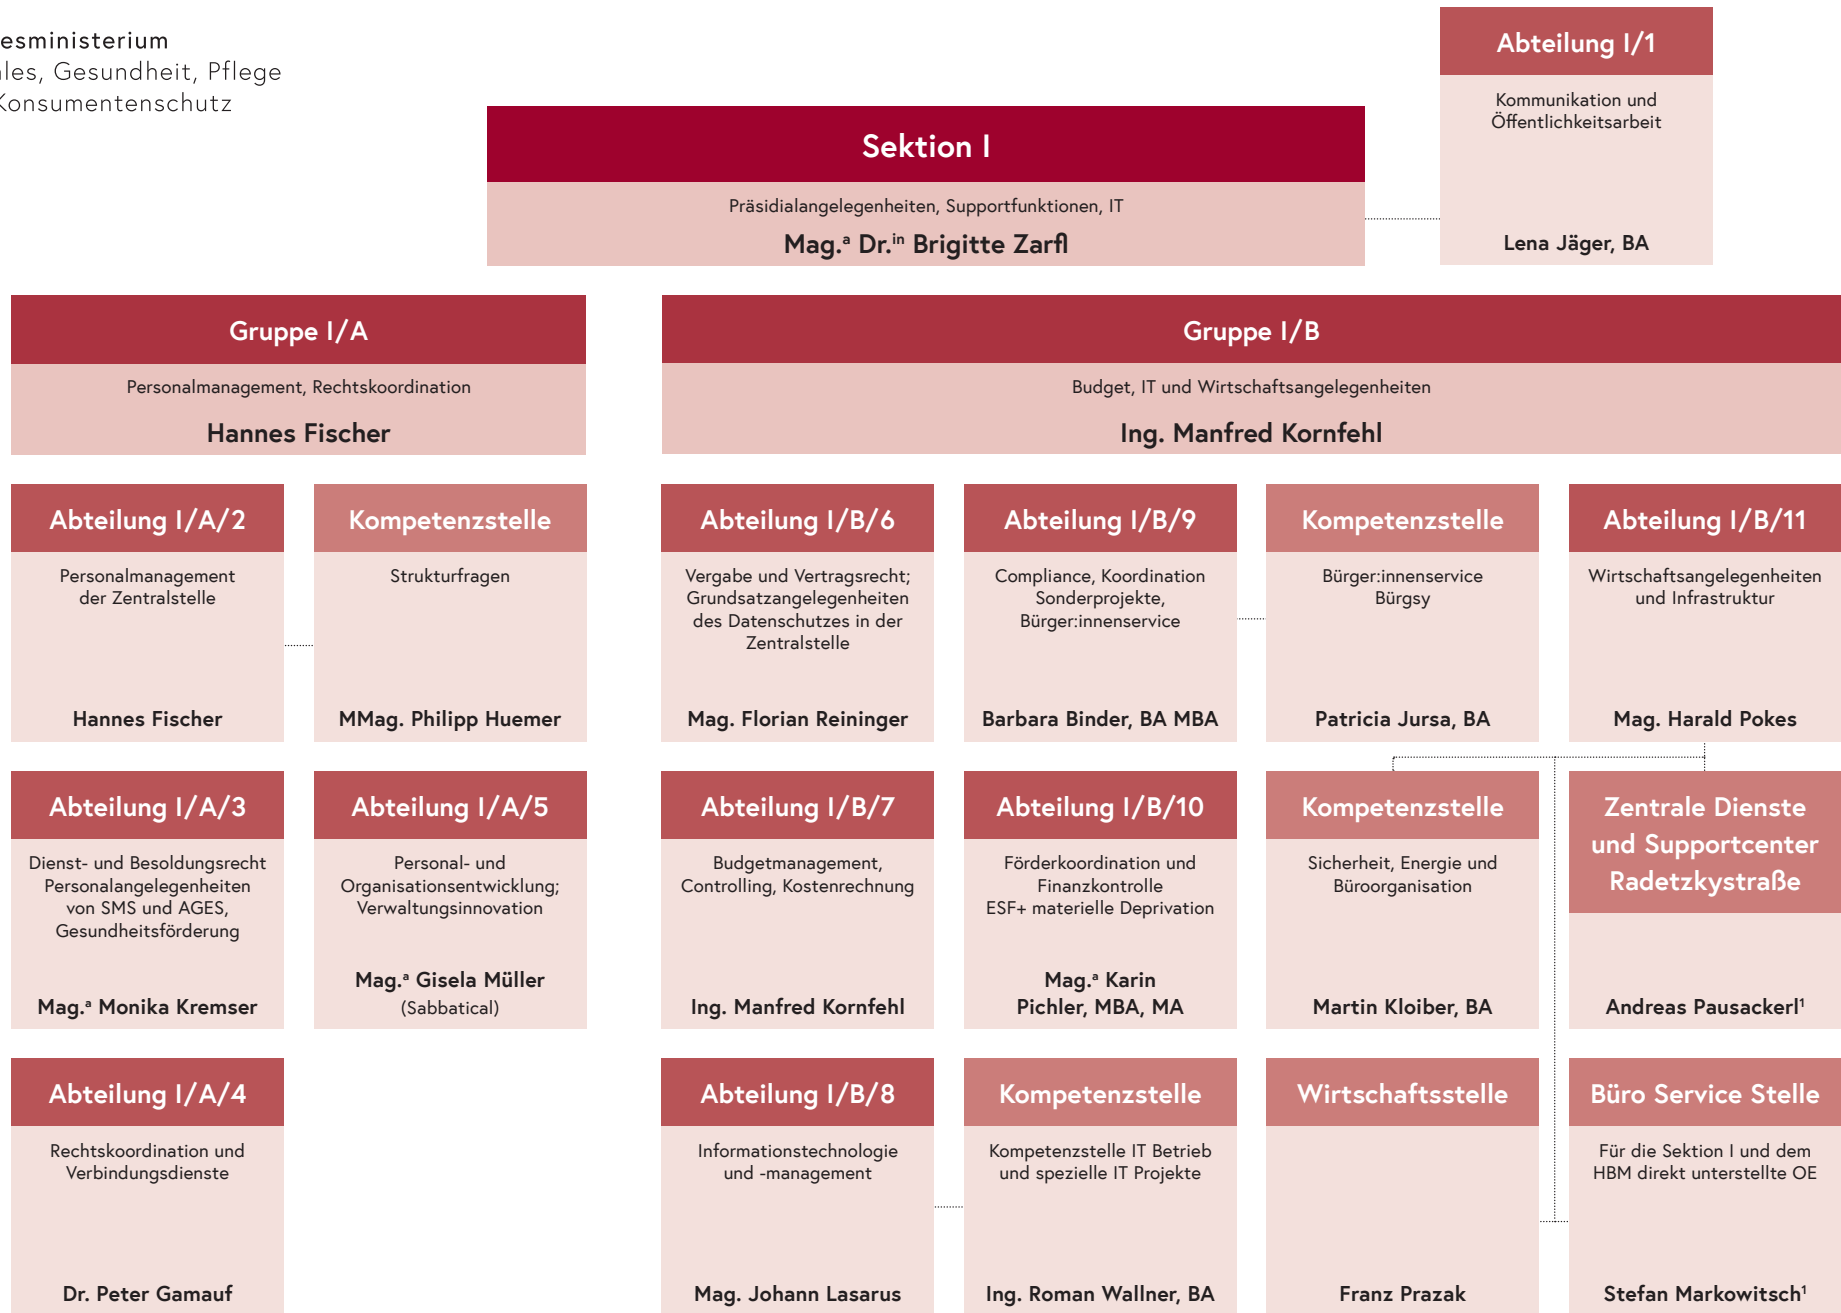 esministerium
ales, Gesundheit, Pflege
Konsumentenschutz
Abteilung I/1
Kommunikation und
Öffentlichkeitsarbeit
Lena Jäger, BA
Sektion I
Präsidialangelegenheiten, Supportfunktionen, IT
Mag.ᵃ Dr.ⁱⁿ Brigitte Zarfl
Gruppe I/A
Personalmanagement, Rechtskoordination
Hannes Fischer
Gruppe I/B
Budget, IT und Wirtschaftsangelegenheiten
Ing. Manfred Kornfehl
Abteilung I/A/2
Personalmanagement
der Zentralstelle
Hannes Fischer
Kompetenzstelle
Strukturfragen
MMag. Philipp Huemer
Abteilung I/B/6
Vergabe und Vertragsrecht;
Grundsatzangelegenheiten
des Datenschutzes in der
Zentralstelle
Mag. Florian Reininger
Abteilung I/B/9
Compliance, Koordination
Sonderprojekte,
Bürger:innenservice
Barbara Binder, BA MBA
Kompetenzstelle
Bürger:innenservice
Bürgsy
Patricia Jursa, BA
Abteilung I/B/11
Wirtschaftsangelegenheiten
und Infrastruktur
Mag. Harald Pokes
Abteilung I/A/3
Dienst- und Besoldungsrecht
Personalangelegenheiten
von SMS und AGES,
Gesundheitsförderung
Mag.ᵃ Monika Kremser
Abteilung I/A/5
Personal- und
Organisationsentwicklung;
Verwaltungsinnovation
Mag.ᵃ Gisela Müller
(Sabbatical)
Abteilung I/B/7
Budgetmanagement,
Controlling, Kostenrechnung
Ing. Manfred Kornfehl
Abteilung I/B/10
Förderkoordination und
Finanzkontrolle
ESF+ materielle Deprivation
Mag.ᵃ Karin
Pichler, MBA, MA
Kompetenzstelle
Sicherheit, Energie und
Büroorganisation
Martin Kloiber, BA
Zentrale Dienste
und Supportcenter
Radetzkystraße
Andreas Pausackerl¹
Abteilung I/A/4
Rechtskoordination und
Verbindungsdienste
Dr. Peter Gamauf
Abteilung I/B/8
Informationstechnologie
und -management
Mag. Johann Lasarus
Kompetenzstelle
Kompetenzstelle IT Betrieb
und spezielle IT Projekte
Ing. Roman Wallner, BA
Wirtschaftsstelle
Franz Prazak
Büro Service Stelle
Für die Sektion I und dem
HBM direkt unterstellte OE
Stefan Markowitsch¹